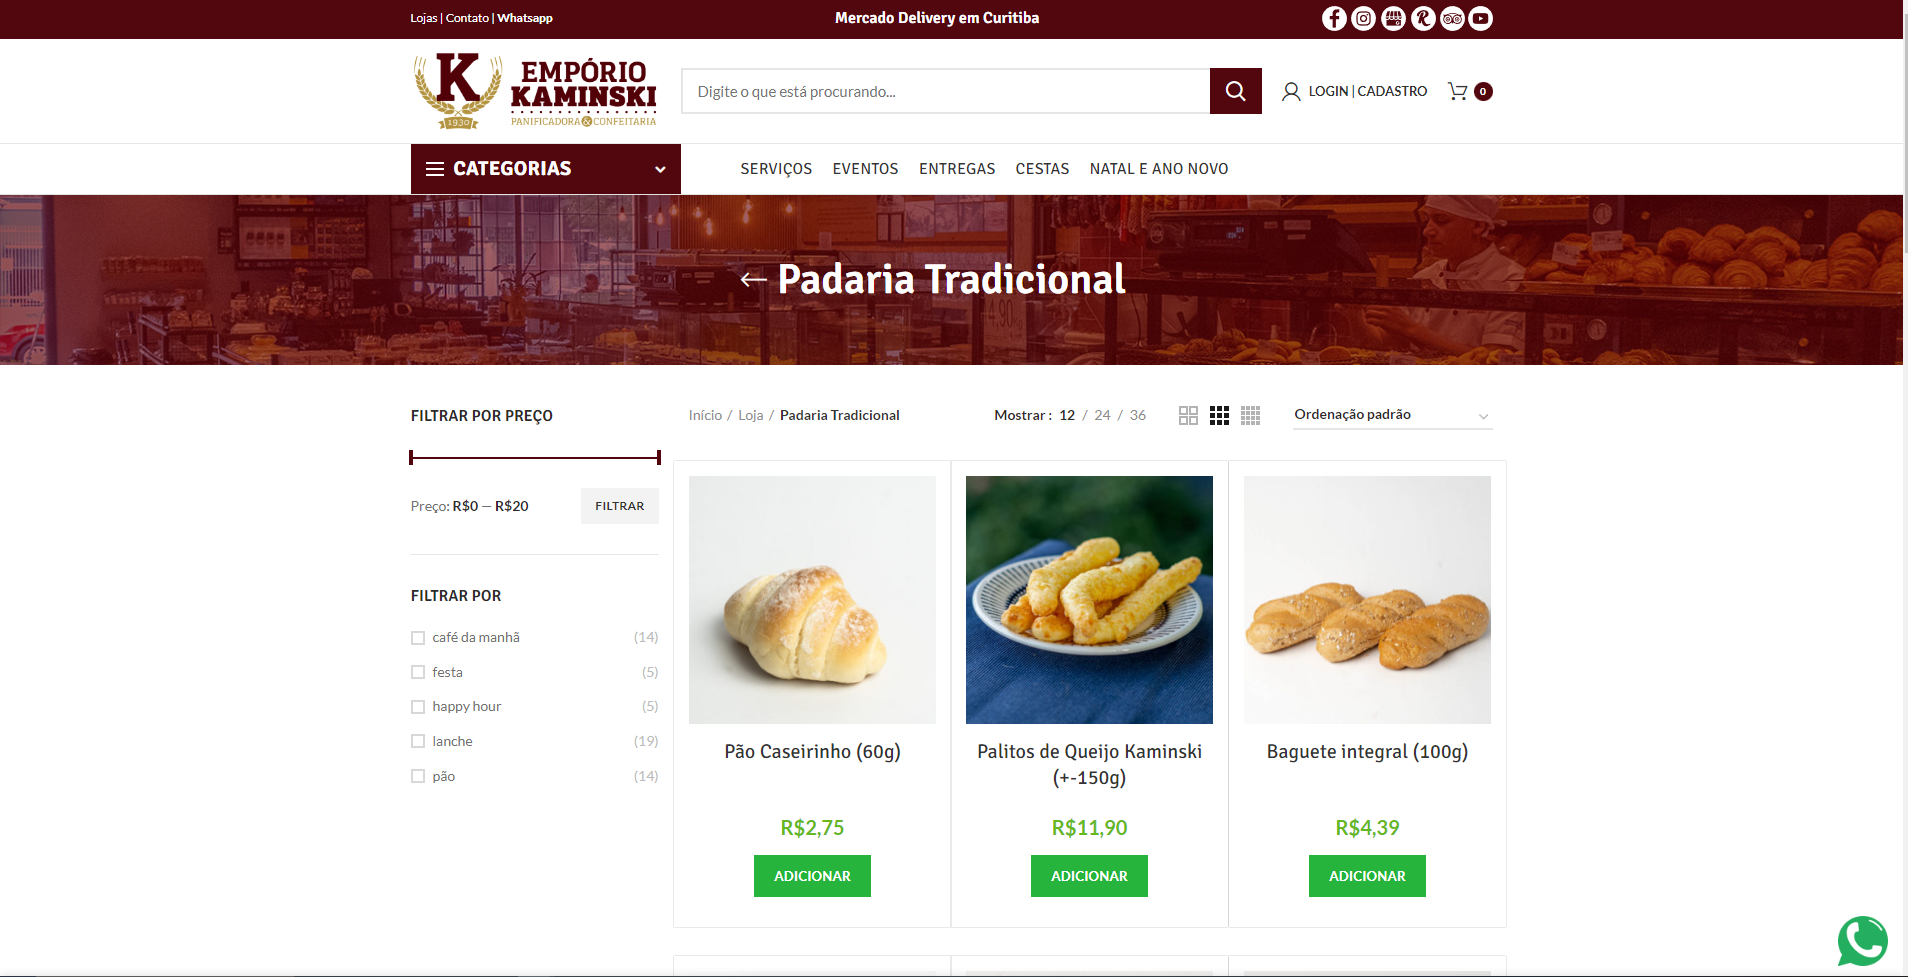 Lojas | Contato | Whatsapp
Mercado Delivery em Curitiba
K
EMPÓRIO
KAMINSKI
PANIFICADORA & CONFEITARIA
1930
Digite o que está procurando...
LOGIN | CADASTRO
0
CATEGORIAS
SERVIÇOS
EVENTOS
ENTREGAS
CESTAS
NATAL E ANO NOVO
Padaria Tradicional
FILTRAR POR PREÇO
Preço: R$0 — R$20
FILTRAR
FILTRAR POR
café da manhã (14)
festa (5)
happy hour (5)
lanche (19)
pão (14)
Início / Loja / Padaria Tradicional
Mostrar : 12 / 24 / 36
Ordenação padrão
Pão Caseirinho (60g)
R$2,75
ADICIONAR
Palitos de Queijo Kaminski
(+-150g)
R$11,90
ADICIONAR
Baguete integral (100g)
R$4,39
ADICIONAR